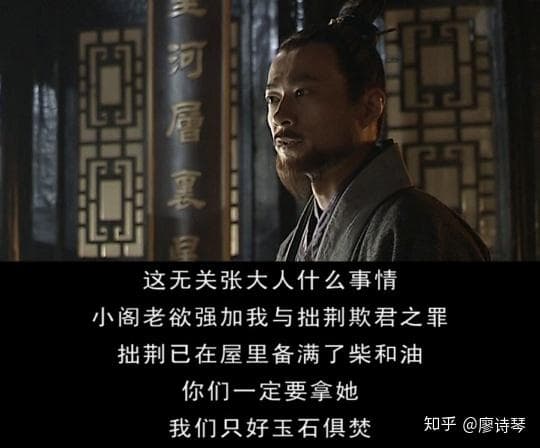 河層裏星
这无关张大人什么事情
小阁老欲强加我与拙荆欺君之罪
拙荆已在屋里备满了柴和油
你们一定要拿她
我们只好玉石俱焚
知乎 @廖诗琴